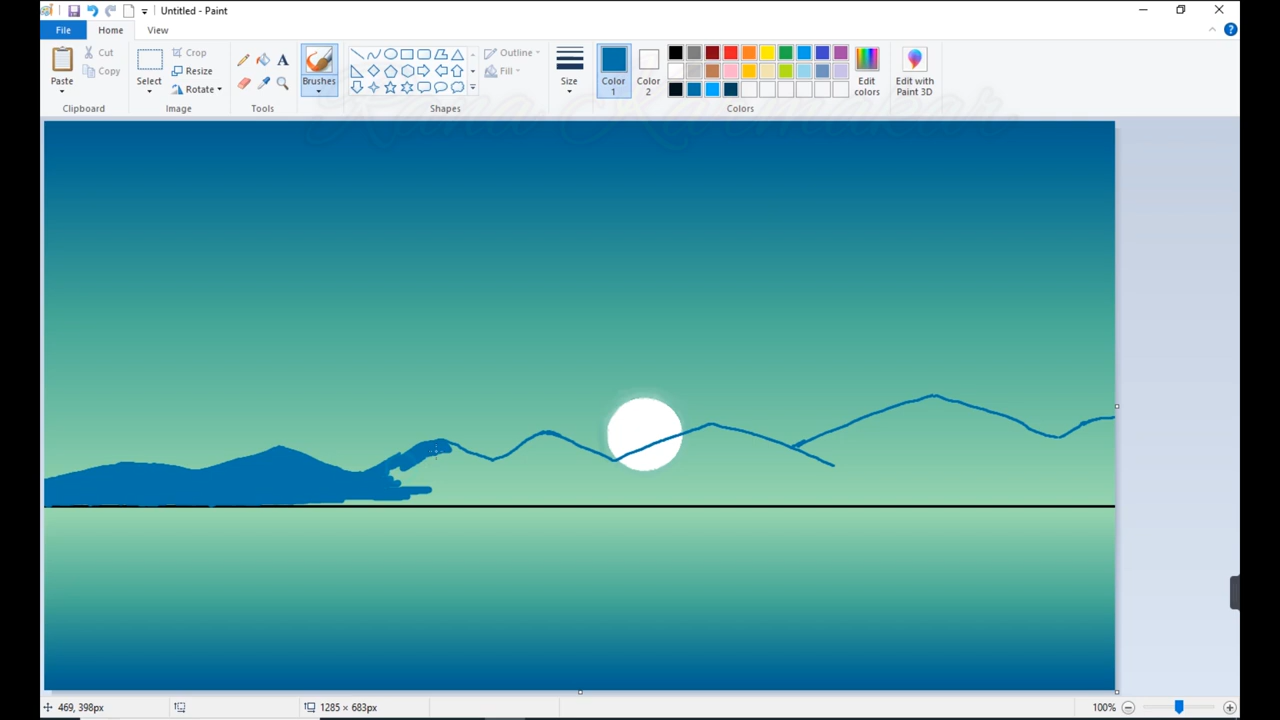 Untitled - Paint
File Home View
Paste Cut Copy Clipboard
Select Crop Resize Rotate Image
A Tools
Brushes
Outline Fill Shapes
Size
Color 1 Color 2 Edit colors Colors
Edit with Paint 3D
469, 398px 1285 × 683px 100%